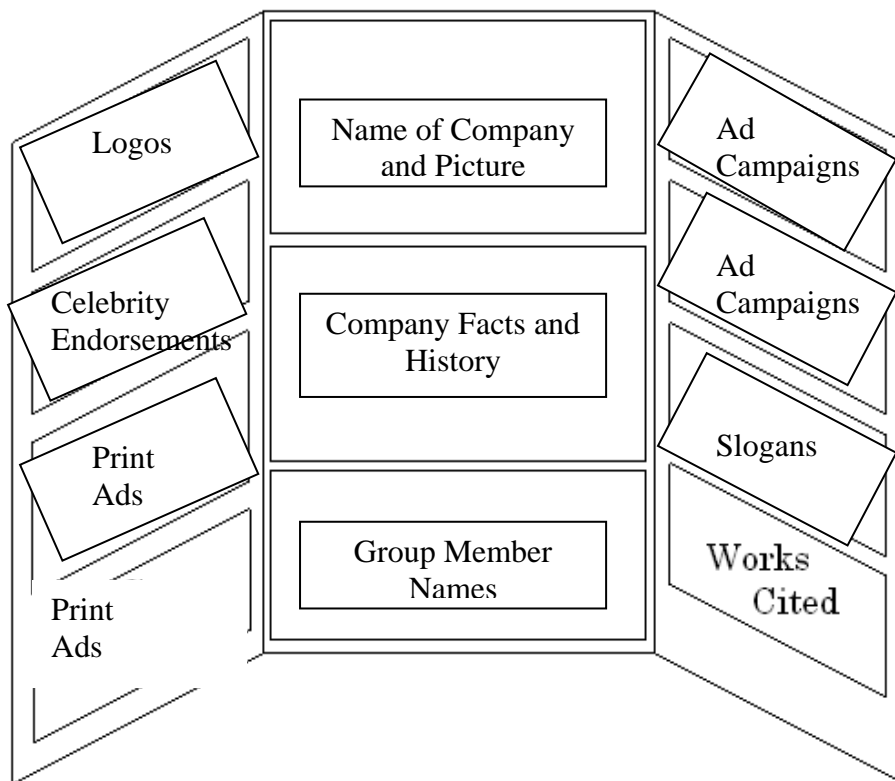 Logos
Celebrity
Endorsements
Print
Ads
Print
Ads
Name of Company
and Picture
Company Facts and
History
Group Member
Names
Ad
Campaigns
Ad
Campaigns
Slogans
Works
Cited